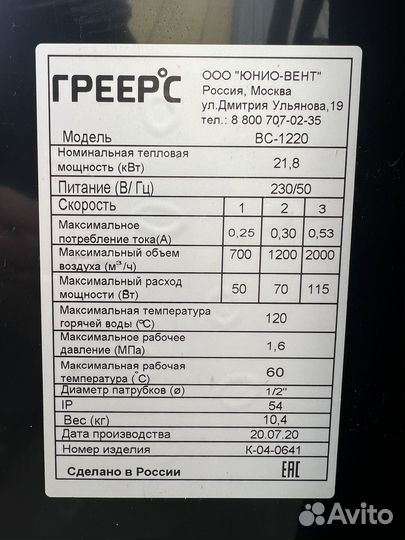 ГРЕЕРС
ООО "ЮНИО-ВЕНТ"
Россия, Москва
ул.Дмитрия Ульянова,19
тел.: 8 800 707-02-35
Модель ВС-1220
Номинальная тепловая
мощность (кВт) 21,8
Питание (В/ Гц) 230/50
Скорость 1 2 3
Максимальное
потребление тока(А) 0,25 0,30 0,53
Максимальный объем
воздуха (м³/ч) 700 1200 2000
Максимальный расход
мощности (Вт) 50 70 115
Максимальная температура
горячей воды (°С) 120
Максимальное рабочее
давление (МПа) 1,6
Максимальная рабочая
температура (°С) 60
Диаметр патрубков (ø) 1/2"
IP 54
Вес (кг) 10,4
Дата производства 20.07.20
Номер изделия К-04-0641
Сделано в России ЕАС
Avito